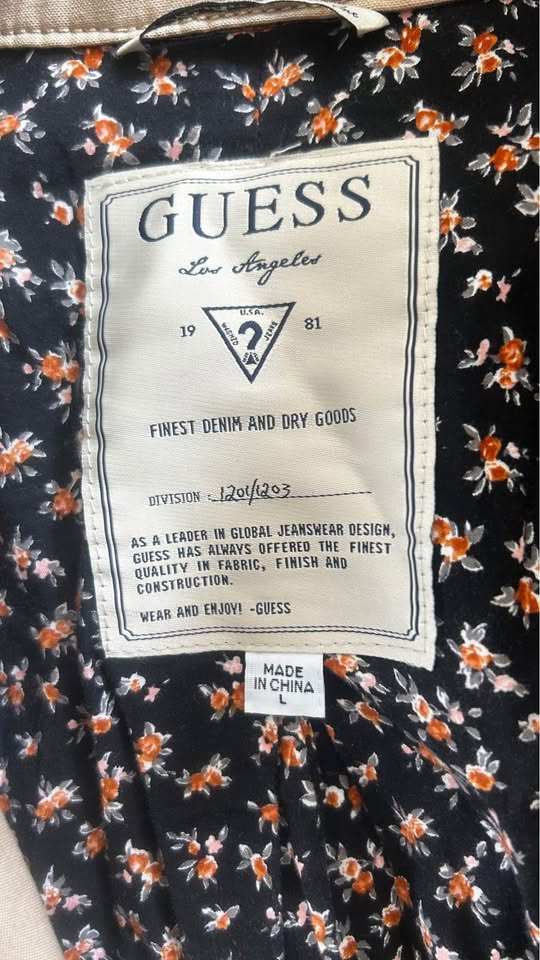 GUESS
Los Angeles
U.S.A.
19 WASHED ? JEANS 81
FINEST DENIM AND DRY GOODS
DIVISION : 1201/1203
AS A LEADER IN GLOBAL JEANSWEAR DESIGN,
GUESS HAS ALWAYS OFFERED THE FINEST
QUALITY IN FABRIC, FINISH AND
CONSTRUCTION.
WEAR AND ENJOY! -GUESS
MADE
IN CHINA
L